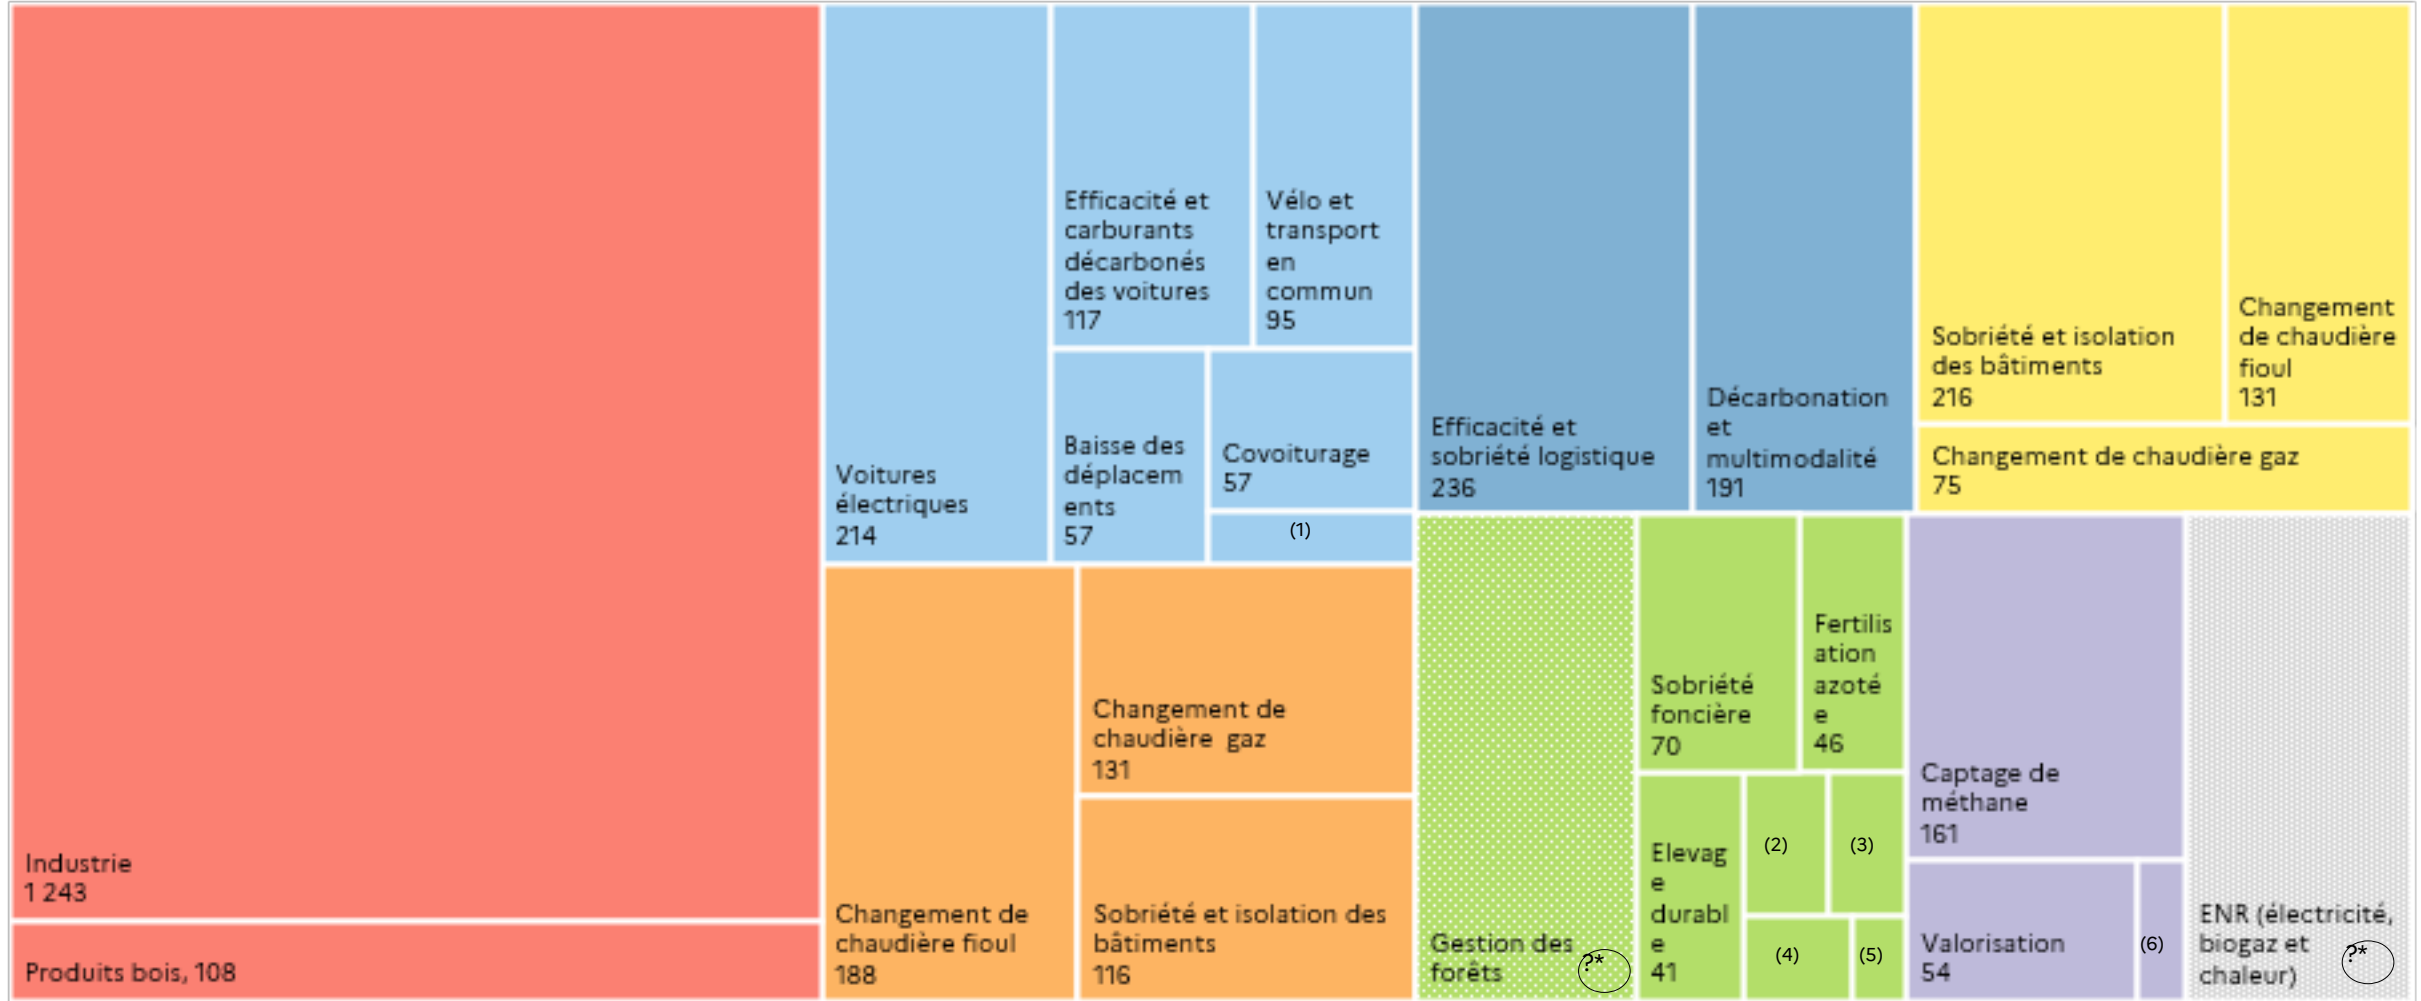 Industrie
1 243
Produits bois, 108
Voitures
électriques
214
Efficacité et
carburants
décarbonés
des voitures
117
Vélo et
transport
en
commun
95
Baisse des
déplacem
ents
57
Covoiturage
57
(1)
Changement de
chaudière fioul
188
Changement de
chaudière gaz
131
Sobriété et isolation des
bâtiments
116
Efficacité et
sobriété logistique
236
Décarbonation
et
multimodalité
191
Sobriété et isolation
des bâtiments
216
Changement
de chaudière
fioul
131
Changement de chaudière gaz
75
Gestion des
forêts
?*
Sobriété
foncière
70
Fertilis
ation
azoté
e
46
Elevag
e
durabl
e
41
(2)
(3)
(4)
(5)
Captage de
méthane
161
Valorisation
54
(6)
ENR (électricité,
biogaz et
chaleur)
?*